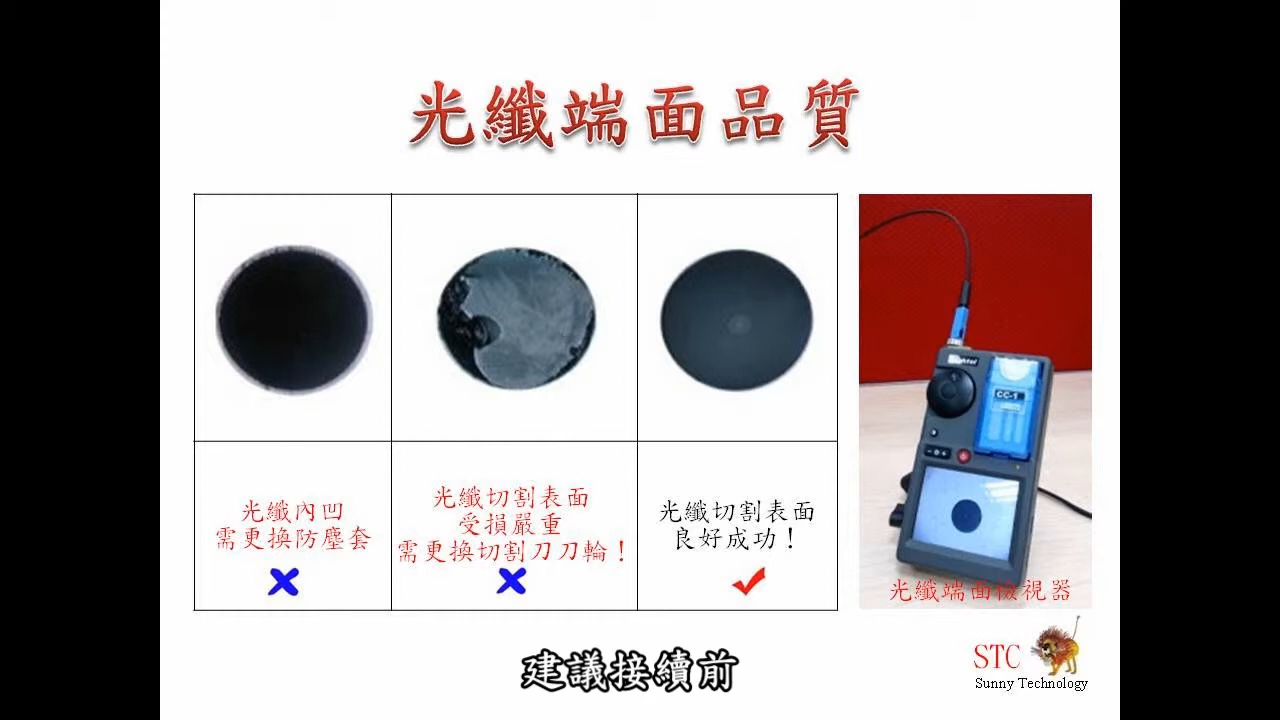 光纖端面品質
光纖內凹
需更換防塵套
光纖切割表面
受損嚴重
需更換切割刀刀輪！
光纖切割表面
良好成功！
CC-1
光纖端面檢視器
建議接續前
STC
Sunny Technology